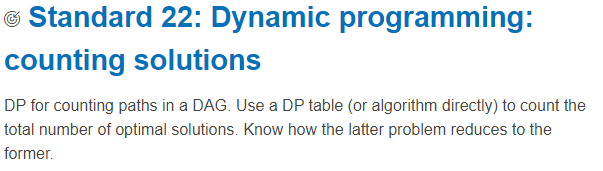 Standard 22: Dynamic programming:
counting solutions
DP for counting paths in a DAG. Use a DP table (or algorithm directly) to count the
total number of optimal solutions. Know how the latter problem reduces to the
former.